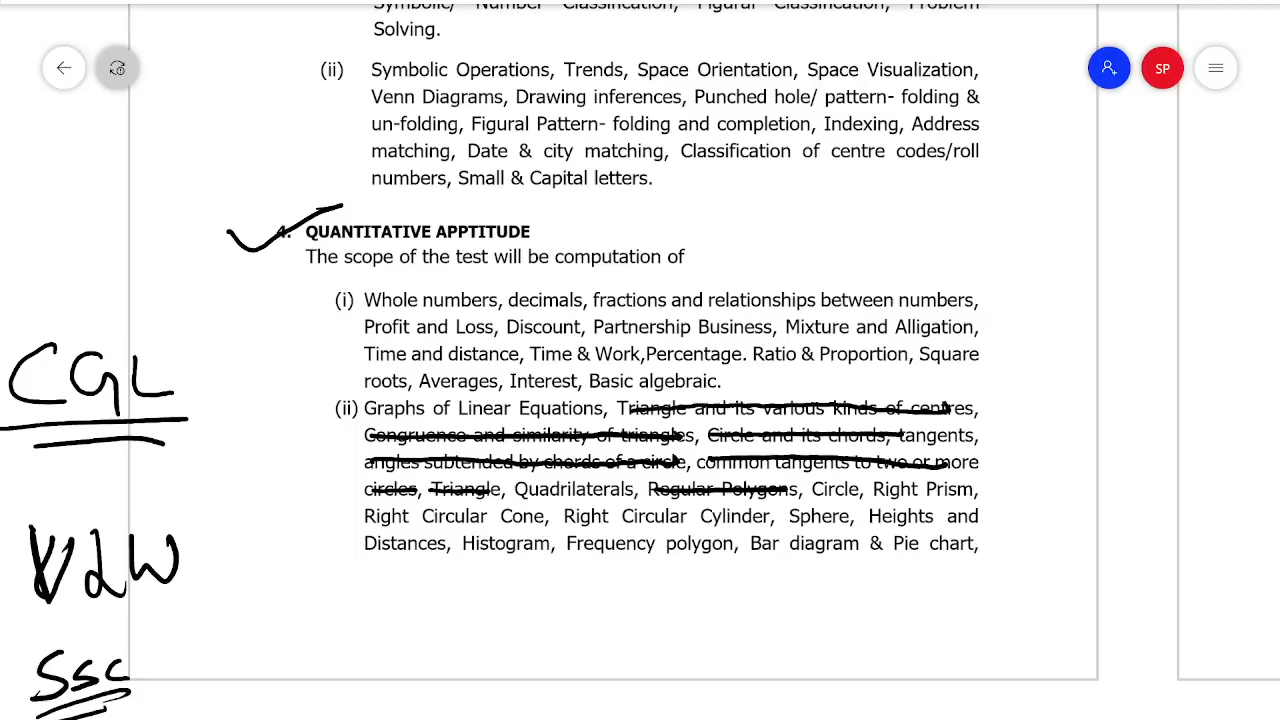 Symbolic/ Number Classification, Figural Classification, Problem
Solving.
(ii) Symbolic Operations, Trends, Space Orientation, Space Visualization,
Venn Diagrams, Drawing inferences, Punched hole/ pattern- folding &
un-folding, Figural Pattern- folding and completion, Indexing, Address
matching, Date & city matching, Classification of centre codes/roll
numbers, Small & Capital letters.
SP
4. QUANTITATIVE APPTITUDE
The scope of the test will be computation of
(i) Whole numbers, decimals, fractions and relationships between numbers,
Profit and Loss, Discount, Partnership Business, Mixture and Alligation,
Time and distance, Time & Work,Percentage. Ratio & Proportion, Square
roots, Averages, Interest, Basic algebraic.
(ii) Graphs of Linear Equations, Triangle and its various kinds of centres,
Congruence and similarity of triangles, Circle and its chords, tangents,
angles subtended by chords of a circle, common tangents to two or more
circles, Triangle, Quadrilaterals, Regular Polygons, Circle, Right Prism,
Right Circular Cone, Right Circular Cylinder, Sphere, Heights and
Distances, Histogram, Frequency polygon, Bar diagram & Pie chart,
CGL
SSC